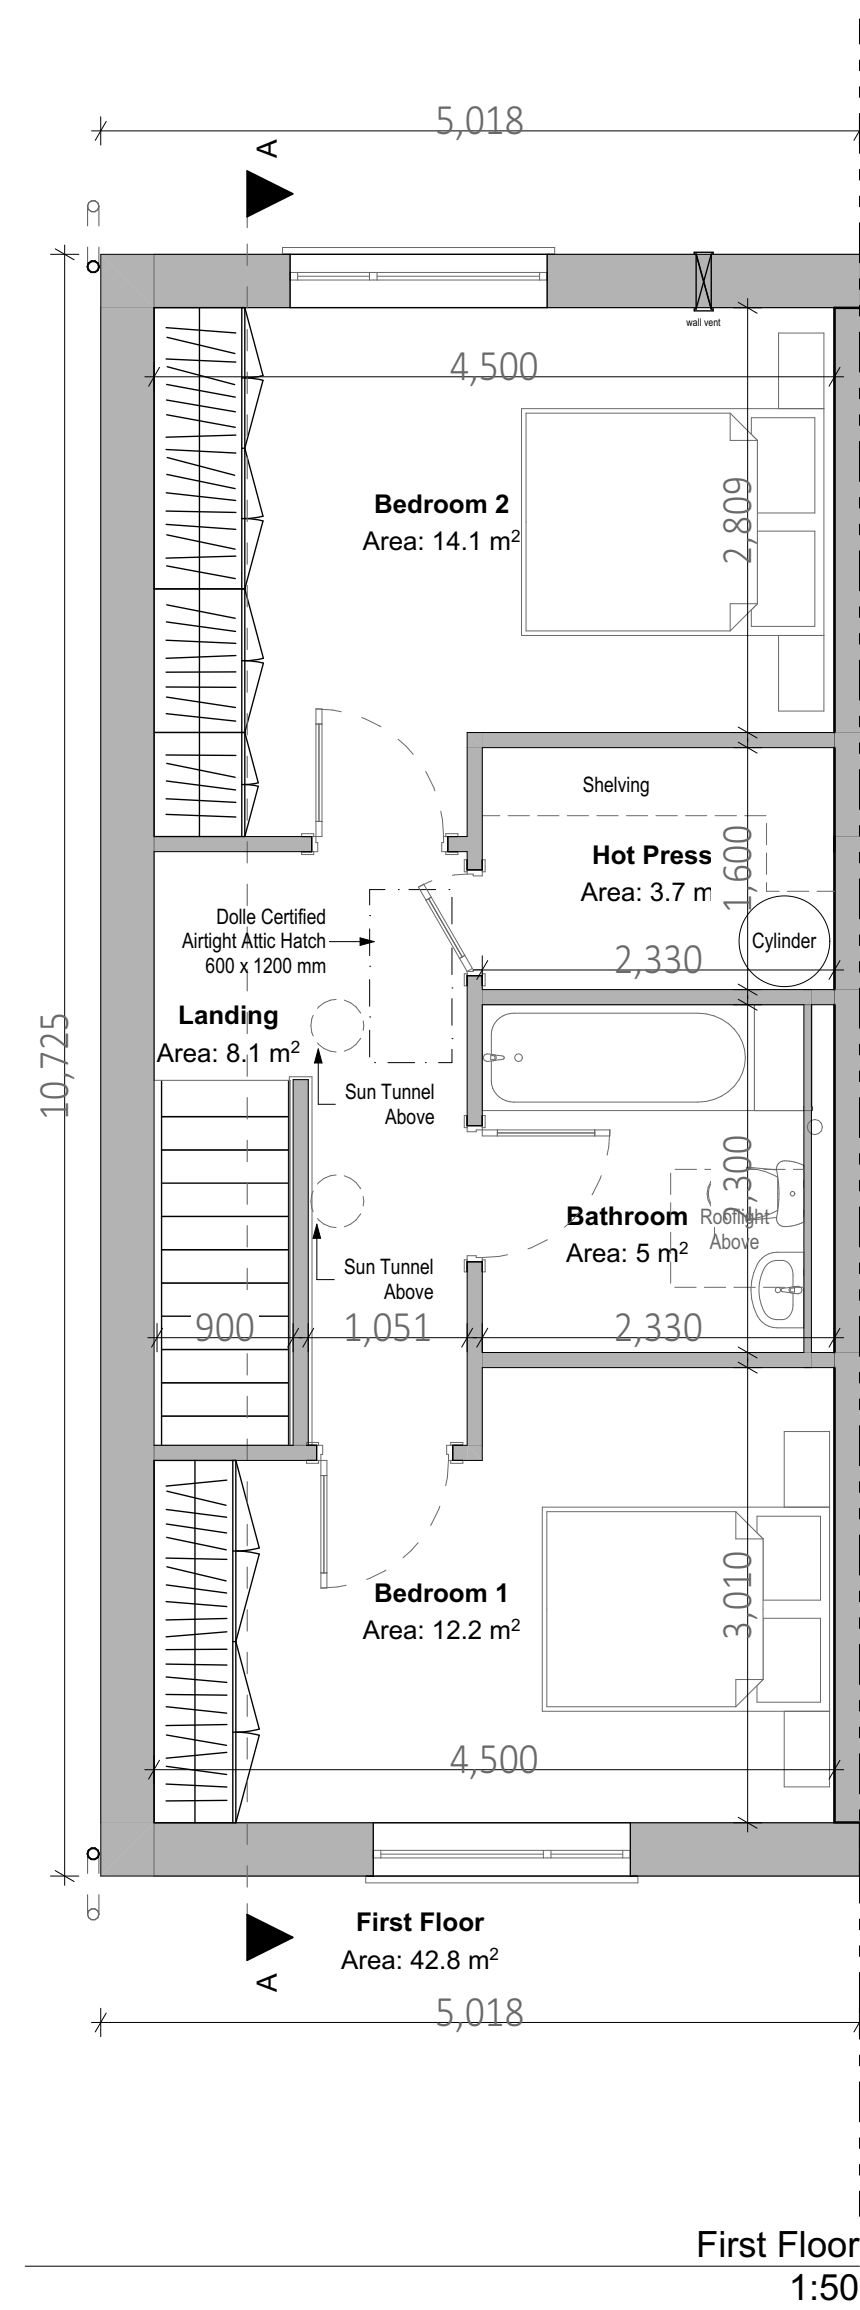 5,018
A
wall vent
4,500
Bedroom 2
Area: 14.1 m²
2,809
Shelving
Hot Press
Area: 3.7 m
1,600
Cylinder
2,330
Dolle Certified
Airtight Attic Hatch
600 x 1200 mm
Landing
Area: 8.1 m²
10,725
Sun Tunnel
Above
Bathroom
Area: 5 m²
2,300
Rooflight
Above
Sun Tunnel
Above
900
1,051
2,330
Bedroom 1
Area: 12.2 m²
3,010
4,500
First Floor
Area: 42.8 m²
A
5,018
First Floor
1:50